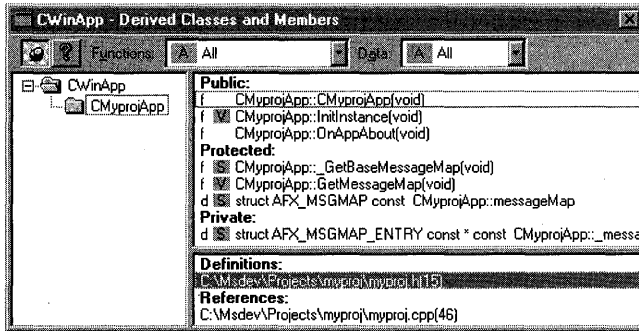 CWinApp - Derived Classes and Members
Functions: A All Data: A All
CWinApp
CMyprojApp
Public:
f CMyprojApp::CMyprojApp(void)
f V CMyprojApp::InitInstance(void)
f CMyprojApp::OnAppAbout(void)
Protected:
f S CMyprojApp::_GetBaseMessageMap(void)
f V CMyprojApp::GetMessageMap(void)
d S struct AFX_MSGMAP const CMyprojApp::messageMap
Private:
d S struct AFX_MSGMAP_ENTRY const * const CMyprojApp::_messa
Definitions:
C:\Msdev\Projects\myproj\myproj.h(15)
References:
C:\Msdev\Projects\myproj\myproj.cpp(46)